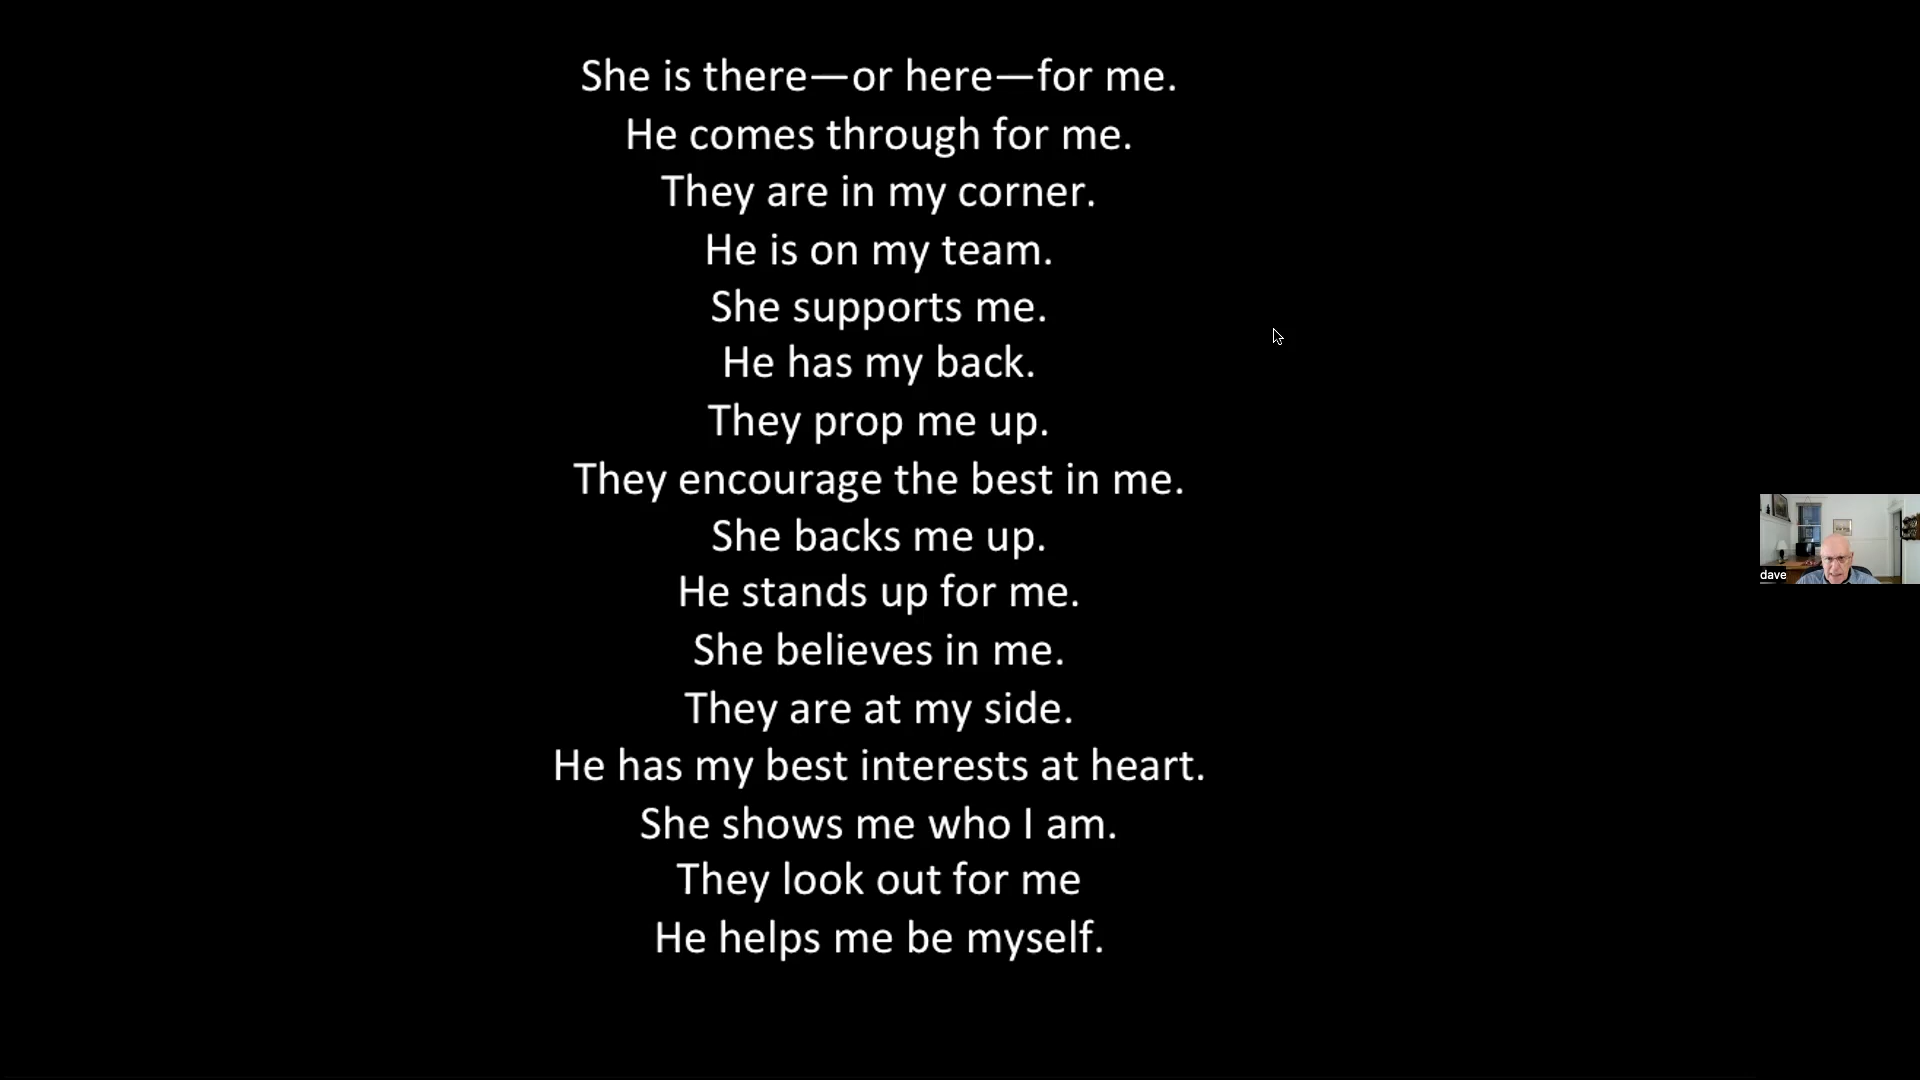 She is there—or here—for me.
He comes through for me.
They are in my corner.
He is on my team.
She supports me.
He has my back.
They prop me up.
They encourage the best in me.
She backs me up.
He stands up for me.
She believes in me.
They are at my side.
He has my best interests at heart.
She shows me who I am.
They look out for me
He helps me be myself.
dave